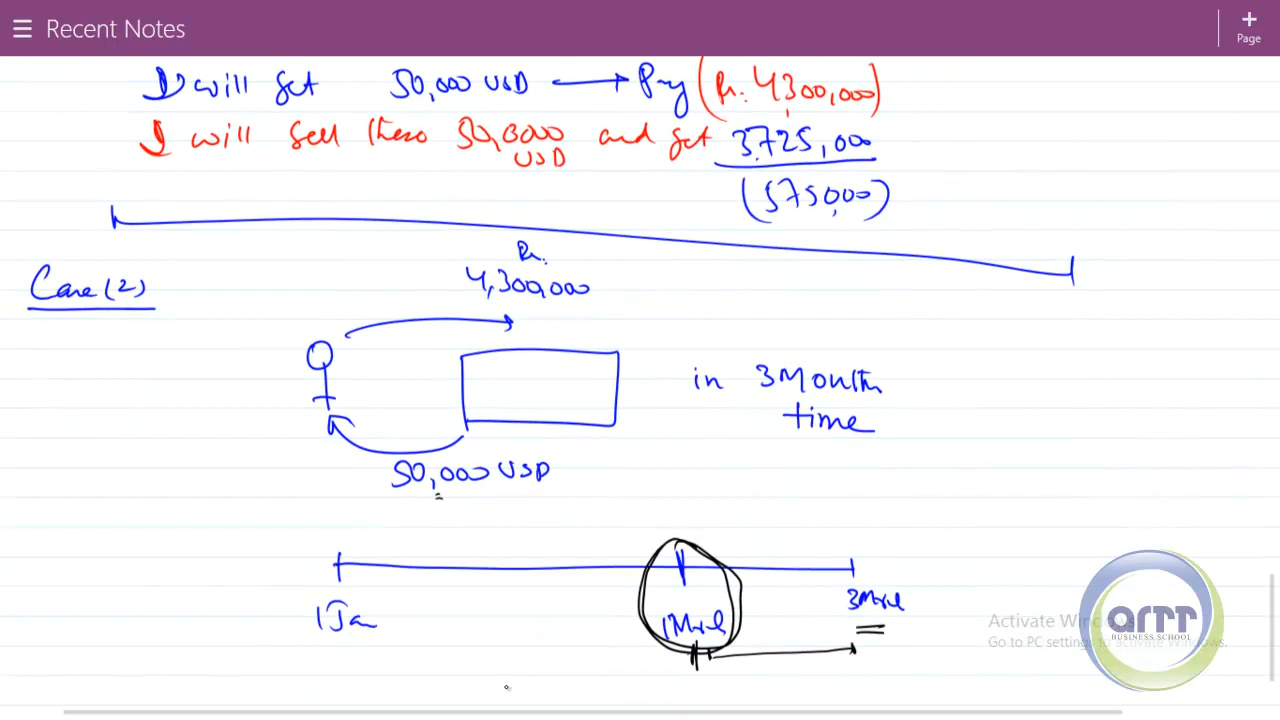 Recent Notes
Page
I will get 50,000 USD → Pay (Rs. 4300,000)
I will sell these 50,0000 USD and get 3725,000
(575,000)
Case (2)
Rs.
4,300,000
in 3 Month
time
50,000 USD
1 Jan
1 March
3 March
Activate Windows
Go to PC settings to activate Windows.
artt
BUSINESS SCHOOL